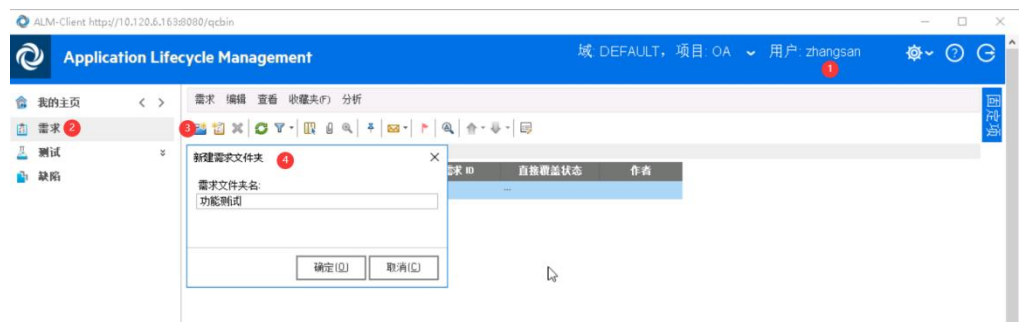 ALM-Client http://10.120.6.163:8080/qcbin
Application Lifecycle Management
域: DEFAULT，项目: OA 用户: zhangsan
1
我的主页
需求 2
测试
缺陷
需求 编辑 查看 收藏夹(F) 分析
固定项
3
新建需求文件夹 4
需求 ID 直接覆盖状态 作者
需求文件夹名:
...
功能测试
确定(O) 取消(C)